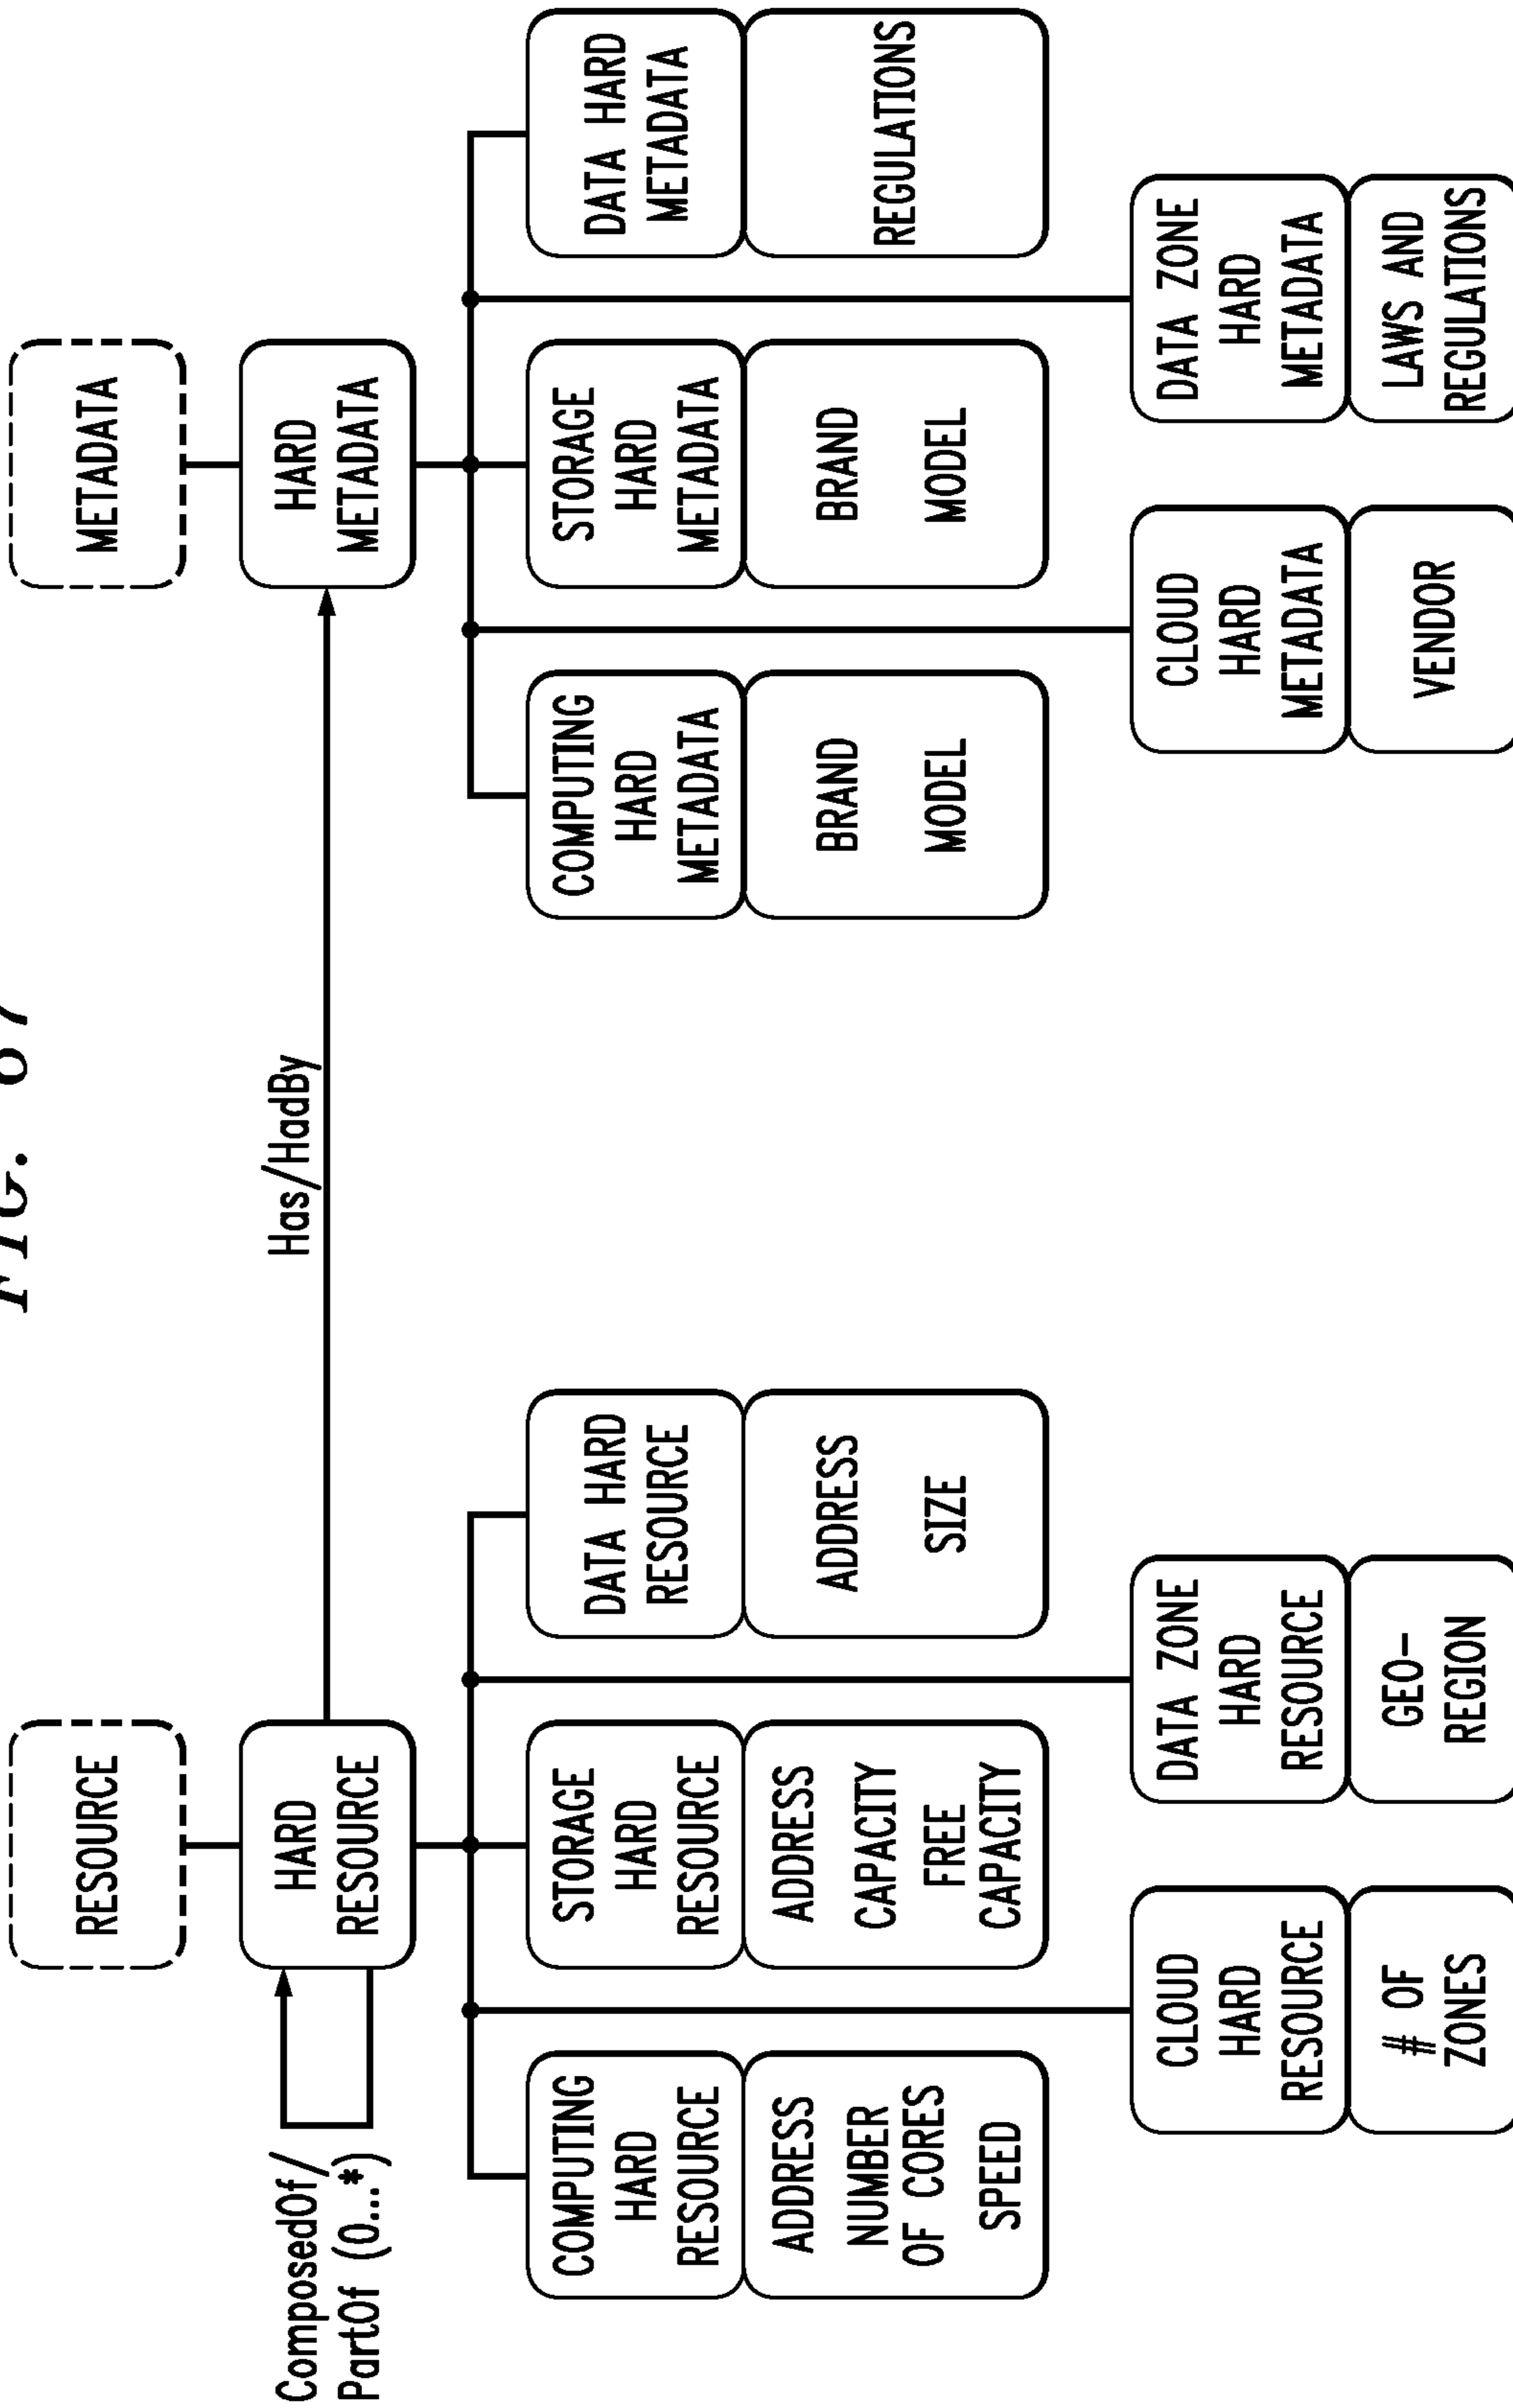 FIG.
RESOURCE
METADATA
ComposedOf/
PartOf (0...*)
HARD
RESOURCE
Has/HadBy
HARD
METADATA
COMPUTING
HARD
RESOURCE
ADDRESS
NUMBER
OF CORES
SPEED
STORAGE
HARD
RESOURCE
ADDRESS
CAPACITY
FREE
CAPACITY
DATA HARD
RESOURCE
ADDRESS
SIZE
COMPUTING
HARD
METADATA
BRAND
MODEL
STORAGE
HARD
METADATA
BRAND
MODEL
DATA HARD
METADATA
REGULATIONS
CLOUD
HARD
RESOURCE
# OF
ZONES
DATA ZONE
HARD
RESOURCE
GEO-
REGION
CLOUD
HARD
METADATA
VENDOR
DATA ZONE
HARD
METADATA
LAWS AND
REGULATIONS